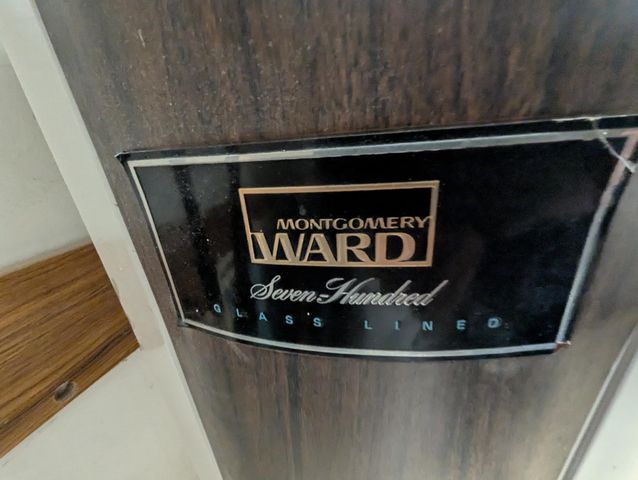 MONTGOMERY
WARD
Seven Hundred
GLASS LINED